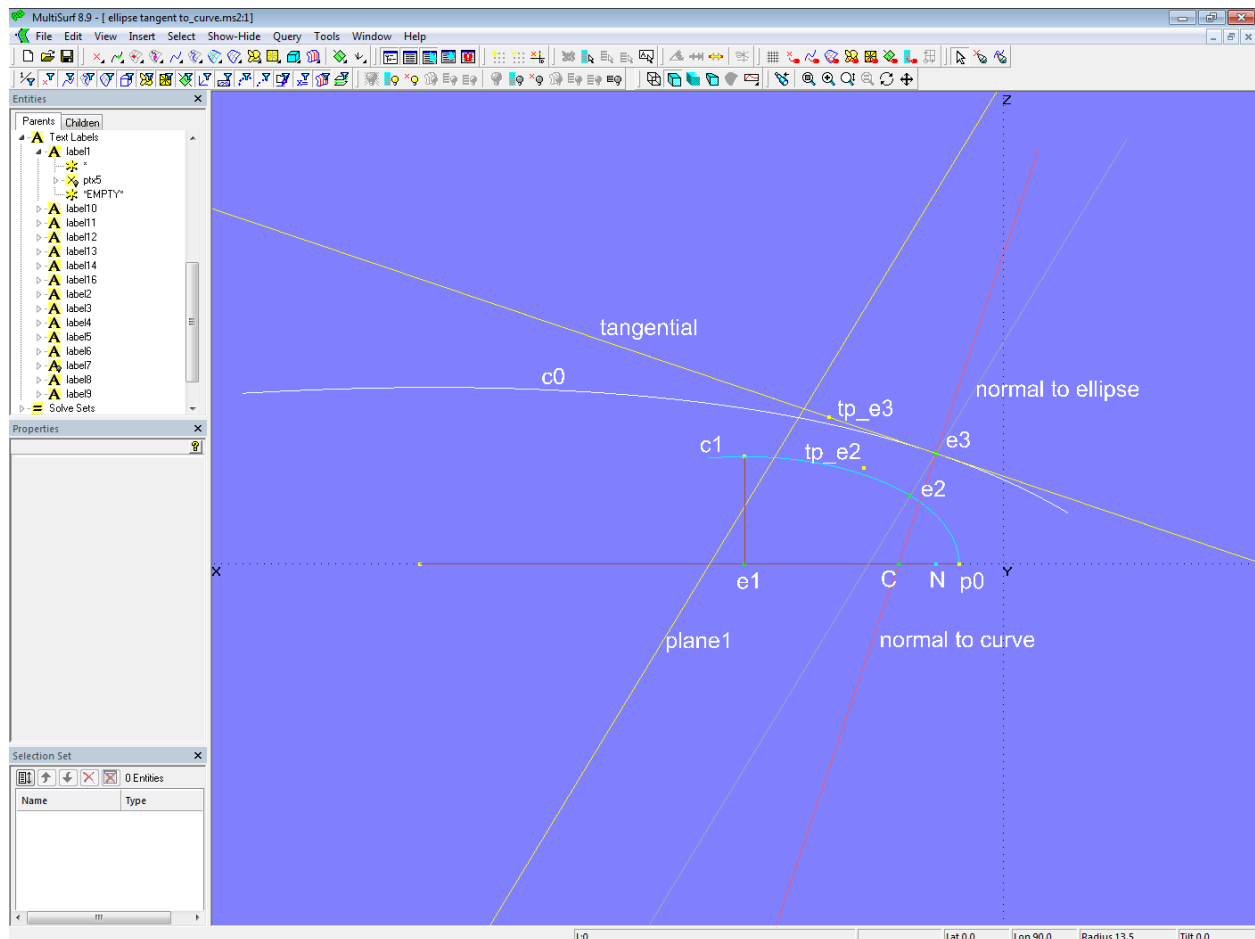 MultiSurf 8.9 - [ ellipse tangent to_curve.ms2:1]
File Edit View Insert Select Show-Hide Query Tools Window Help
Entities
Parents Children
Text Labels
label1
*
ptx5
*EMPTY*
label10
label11
label12
label13
label14
label16
label2
label3
label4
label5
label6
label7
label8
label9
Solve Sets
Properties
Selection Set
0 Entities
Name Type
Z
tangential
c0
normal to ellipse
tp_e3
c1
tp_e2
e3
e2
X
Y
e1
C
N
p0
plane1
normal to curve
Lat 0.0 Lon 90.0 Radius 13.5 Tilt 0.0